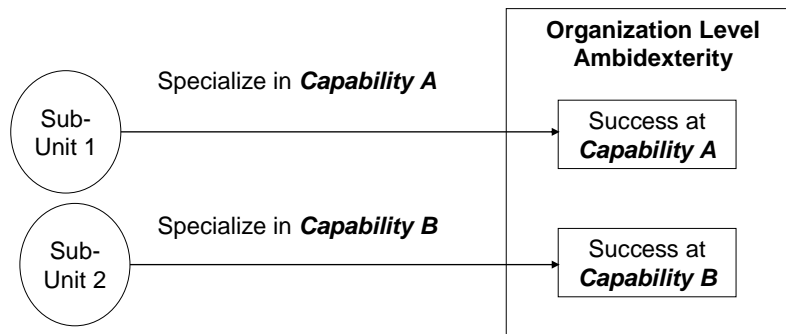 Organization Level
Ambidexterity
Specialize in Capability A
Sub-
Unit 1
Success at
Capability A
Specialize in Capability B
Sub-
Unit 2
Success at
Capability B